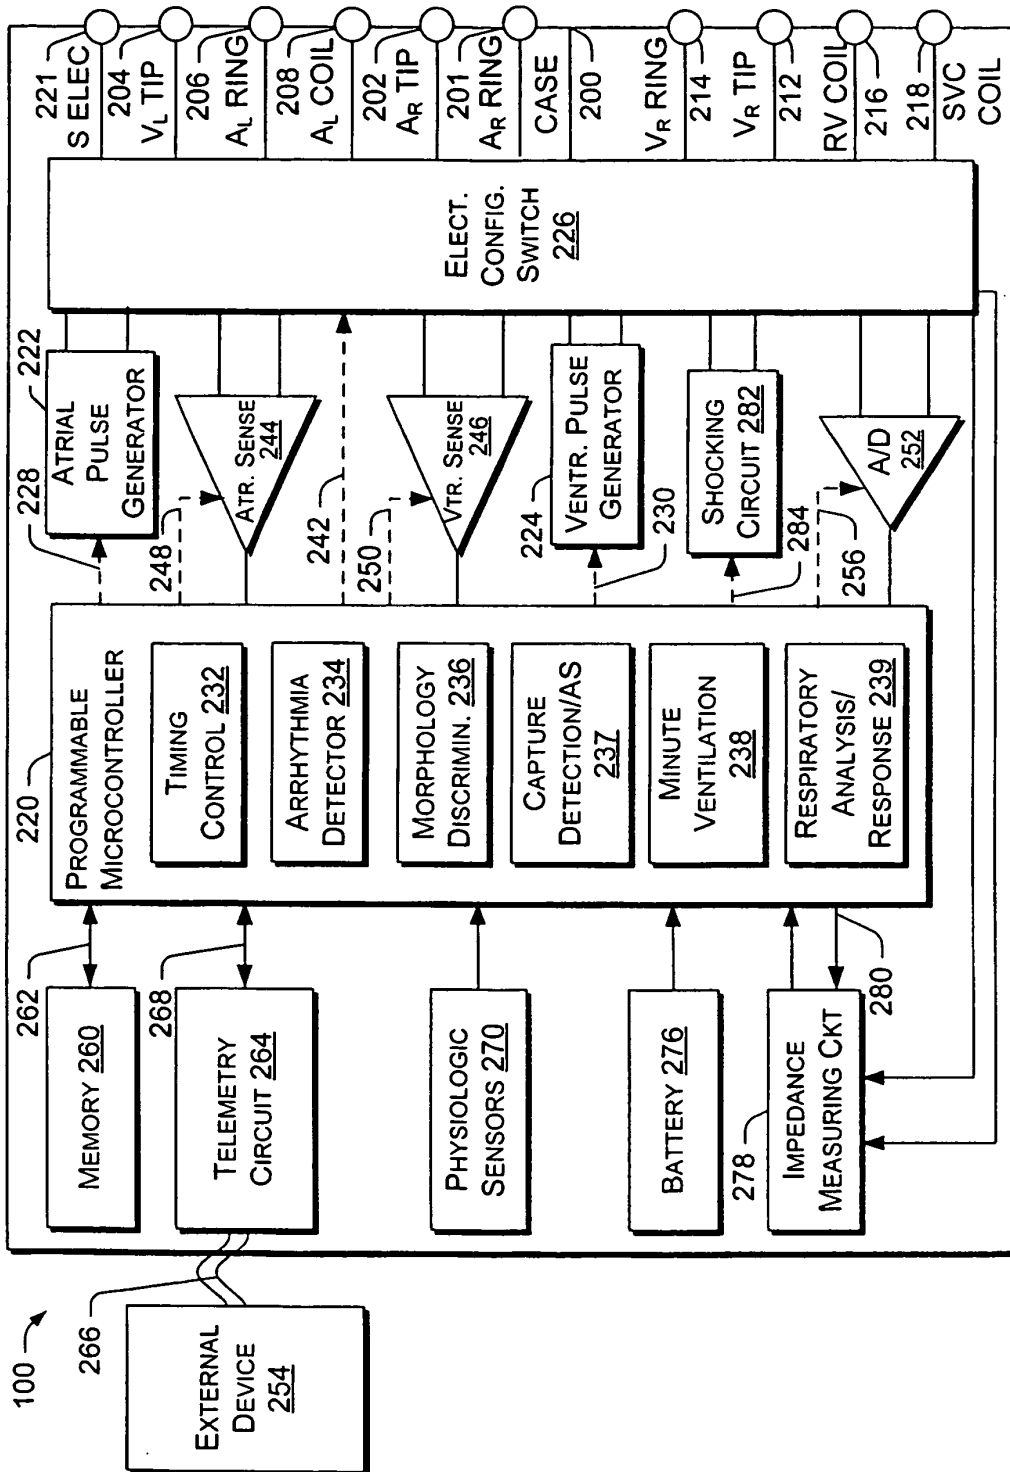 100
EXTERNAL
DEVICE
254
266
MEMORY 260
262
TELEMETRY
CIRCUIT 264
268
PHYSIOLOGIC
SENSORS 270
BATTERY 276
278
IMPEDANCE
MEASURING CKT
280
220
PROGRAMMABLE
MICROCONTROLLER
TIMING
CONTROL 232
ARRHYTHMIA
DETECTOR 234
MORPHOLOGY
DISCRIMIN. 236
CAPTURE
DETECTION/AS
237
MINUTE
VENTILATION
238
RESPIRATORY
ANALYSIS/
RESPONSE 239
222
228
ATRIAL
PULSE
GENERATOR
248
ATR. SENSE
244
242
250
VTR. SENSE
246
224
VENTR. PULSE
GENERATOR
230
SHOCKING
CIRCUIT 282
284
256
A/D
252
ELECT.
CONFIG.
SWITCH
226
221
S ELEC
204
VL TIP
206
AL RING
208
AL COIL
202
AR TIP
201
AR RING
CASE
200
VR RING
214
VR TIP
212
RV COIL
216
218
SVC
COIL